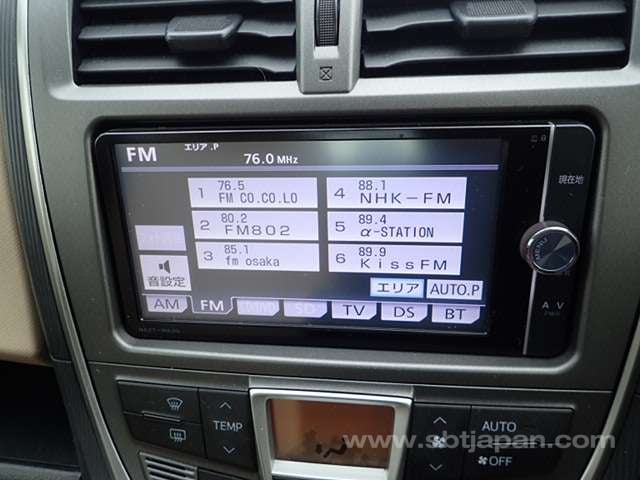 FM エリア.P 76.0 MHz
1 76.5 FM CO.CO.LO
2 80.2 FM802
3 85.1 fm osaka
4 88.1 NHK-FM
5 89.4 α-STATION
6 89.9 KissFM
音設定
エリア AUTO.P
AM FM SD TV DS BT
現在地
MENU
AV
TEMP
AUTO
OFF
www.sbtjapan.com